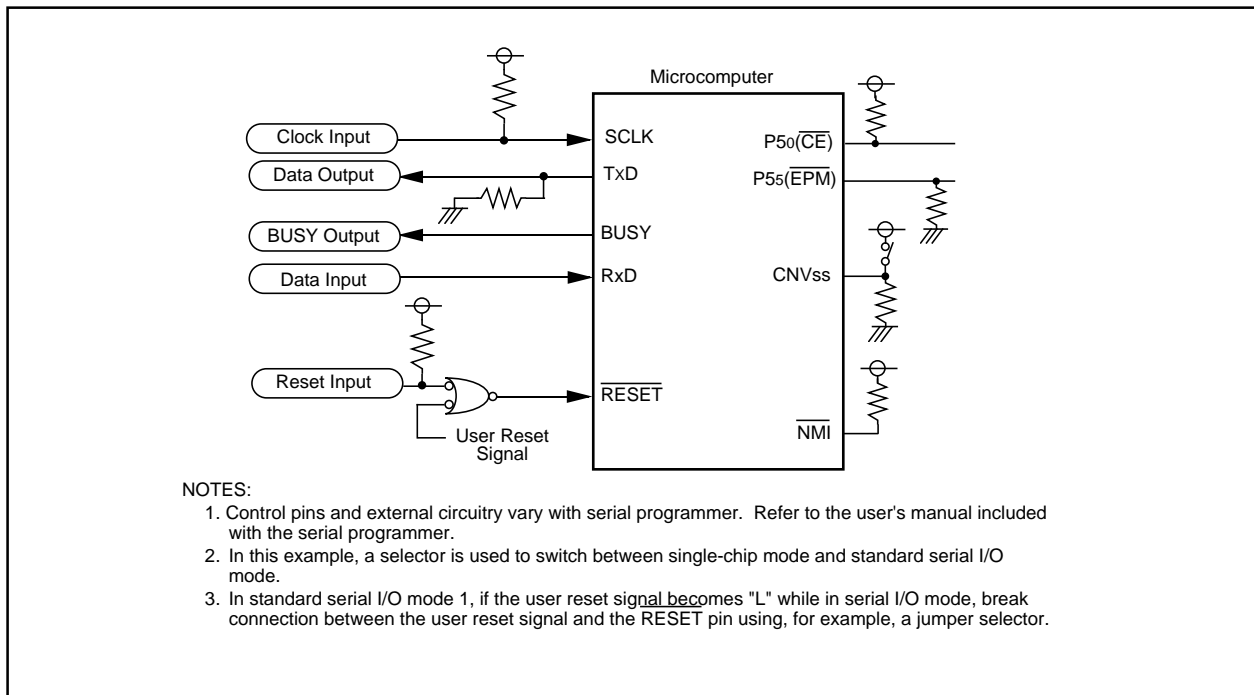 Microcomputer
Clock Input
SCLK
P50(CE)
Data Output
TxD
P55(EPM)
BUSY Output
BUSY
Data Input
RxD
CNVss
Reset Input
RESET
User Reset
Signal
NMI
NOTES:
1. Control pins and external circuitry vary with serial programmer. Refer to the user's manual included
with the serial programmer.
2. In this example, a selector is used to switch between single-chip mode and standard serial I/O
mode.
3. In standard serial I/O mode 1, if the user reset signal becomes "L" while in serial I/O mode, break
connection between the user reset signal and the RESET pin using, for example, a jumper selector.